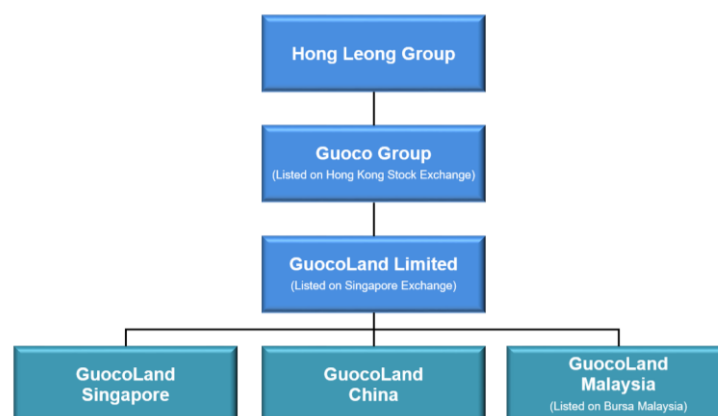 Hong Leong Group
Guoco Group
(Listed on Hong Kong Stock Exchange)
GuocoLand Limited
(Listed on Singapore Exchange)
GuocoLand
Singapore
GuocoLand
China
GuocoLand
Malaysia
(Listed on Bursa Malaysia)